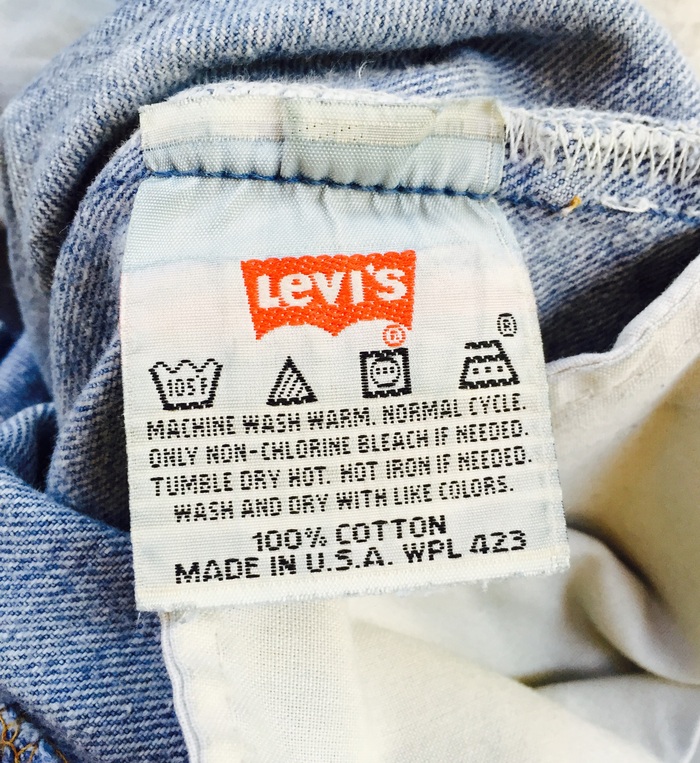 LEVI'S
®
®
105F
MACHINE WASH WARM. NORMAL CYCLE.
ONLY NON-CHLORINE BLEACH IF NEEDED.
TUMBLE DRY HOT. HOT IRON IF NEEDED.
WASH AND DRY WITH LIKE COLORS.
100% COTTON
MADE IN U.S.A. WPL 423